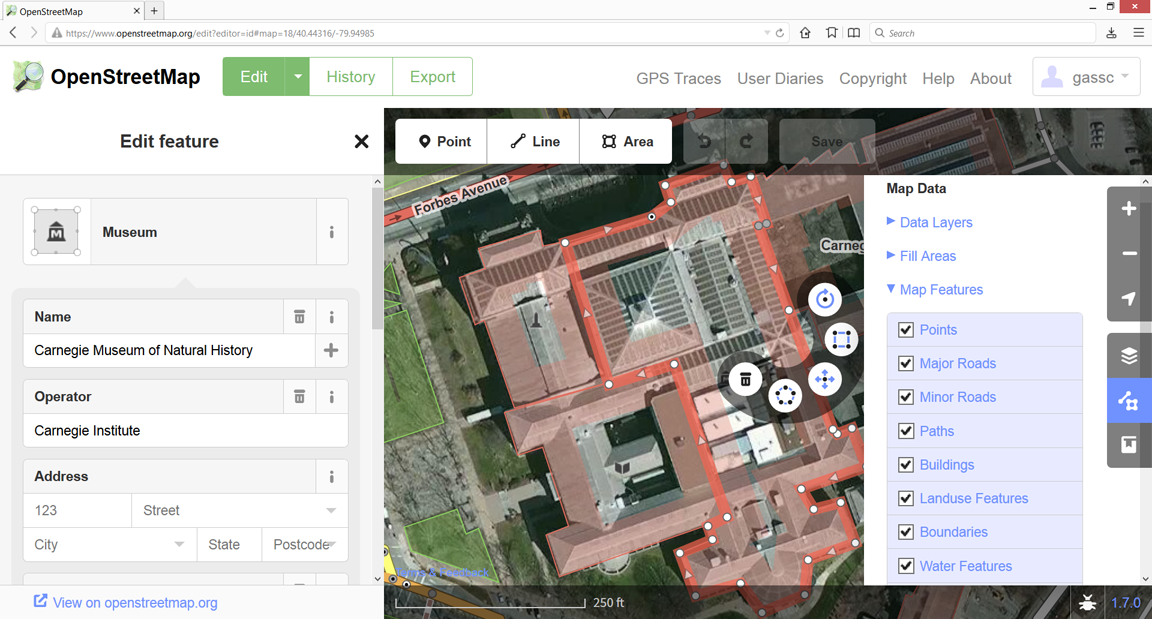 OpenStreetMap
https://www.openstreetmap.org/edit?editor=id#map=18/40.44316/-79.94985
Search
OpenStreetMap
Edit
History
Export
GPS Traces
User Diaries
Copyright
Help
About
gassc
Edit feature
Museum
Name
Carnegie Museum of Natural History
Operator
Carnegie Institute
Address
123
Street
City
State
Postcode
View on openstreetmap.org
Point
Line
Area
Save
Forbes Avenue
Carneg
250 ft
Map Data
Data Layers
Fill Areas
Map Features
Points
Major Roads
Minor Roads
Paths
Buildings
Landuse Features
Boundaries
Water Features
1.7.0